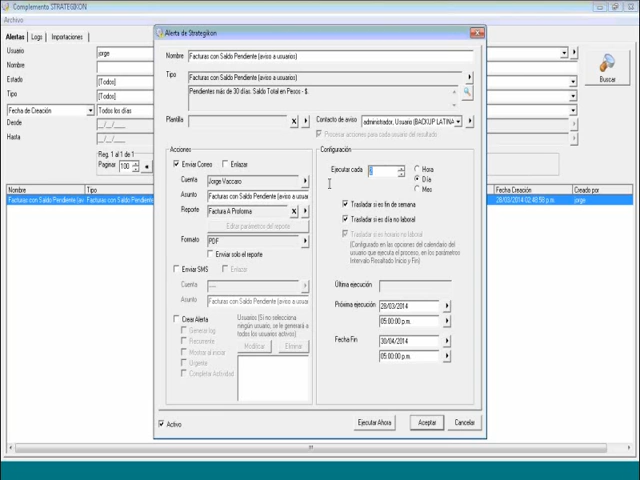 Complemento STRATEGIKON
Archivo
Alertas Logs Importaciones
Usuario jorge
Nombre
Estado [Todos]
Tipo [Todos]
Fecha de Creación Todos los días
Desde __/__/____
Hasta __/__/____
Reg. 1 al 1 de 1
Paginar 100
Buscar
Nombre Tipo Fecha Creación Creado por
Facturas con Saldo Pendiente (av Facturas con Saldo Pendiente (av 28/03/2014 02:48:58 p.m. jorge
Alerta de Strategikon
Nombre Facturas con Saldo Pendiente (aviso a usuarios)
Tipo Facturas con Saldo Pendiente (aviso a usuarios)
Pendientes más de 30 días. Saldo Total en Pesos - $.
Plantilla
Contacto de aviso administrador, Usuario (BACKUP LATINA
Procesar acciones para cada usuario del resultado
Acciones
Enviar Correo Enlazar
Cuenta Jorge Vaccaro
Asunto Facturas con Saldo Pendiente (aviso a usuar
Reporte Factura A Proforma
Editar parámetros del reporte
Formato PDF
Enviar solo el reporte
Enviar SMS Enlazar
Cuenta
Asunto Facturas con Saldo Pendiente (aviso a usuar
Crear Alerta
Generar log
Recurrente
Mostrar al iniciar
Urgente
Completar Actividad
Usuarios (Si no selecciona
ningún usuario, se le generará a
todos los usuarios activos)
Modificar Eliminar
Configuración
Ejecutar cada
Hora
Día
Mes
Trasladar si es fin de semana
Trasladar si es día no laboral
Trasladar si es horario no laboral
(Configurado en las opciones del calendario del
usuario que ejecuta el proceso, en los parámetros
Intervalo Resultado Inicio y Fin)
Última ejecución
Próxima ejecución 28/03/2014
05:00:00 p.m.
Fecha Fin 30/04/2014
05:00:00 p.m.
Activo
Ejecutar Ahora Aceptar Cancelar